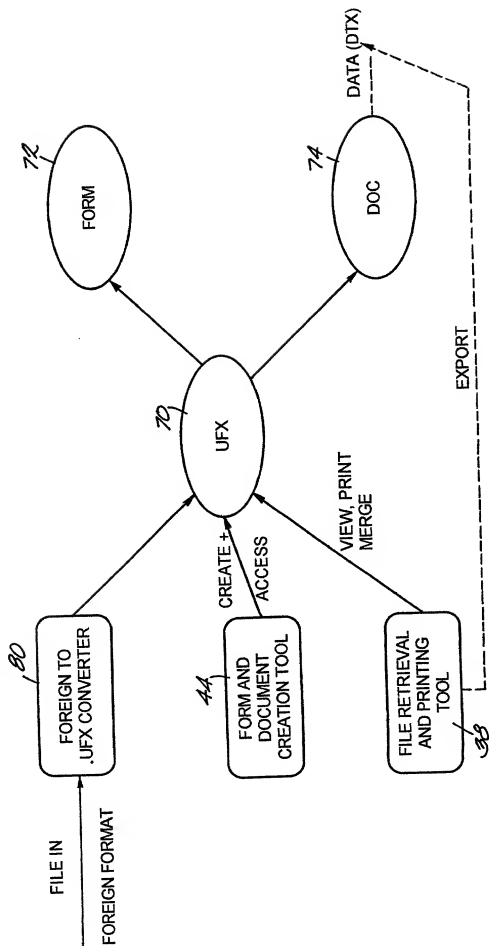 FILE IN
FOREIGN FORMAT
80
FOREIGN TO
.UFX CONVERTER
44
FORM AND
DOCUMENT
CREATION TOOL
FILE RETRIEVAL
AND PRINTING
TOOL
38
CREATE +
ACCESS
VIEW, PRINT
MERGE
70
UFX
72
FORM
74
DOC
DATA (DTX)
EXPORT